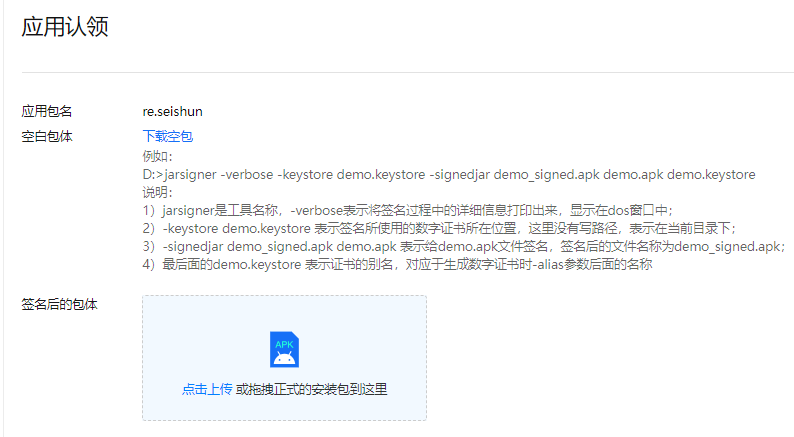 应用认领
应用包名 re.seishun
空白包体 下载空包
例如：
D:>jarsigner -verbose -keystore demo.keystore -signedjar demo_signed.apk demo.apk demo.keystore
说明：
1）jarsigner是工具名称，-verbose表示将签名过程中的详细信息打印出来，显示在dos窗口中；
2）-keystore demo.keystore 表示签名所使用的数字证书所在位置，这里没有写路径，表示在当前目录下；
3）-signedjar demo_signed.apk demo.apk 表示给demo.apk文件签名，签名后的文件名称为demo_signed.apk；
4）最后面的demo.keystore 表示证书的别名，对应于生成数字证书时-alias参数后面的名称
签名后的包体
APK
点击上传 或拖拽正式的安装包到这里